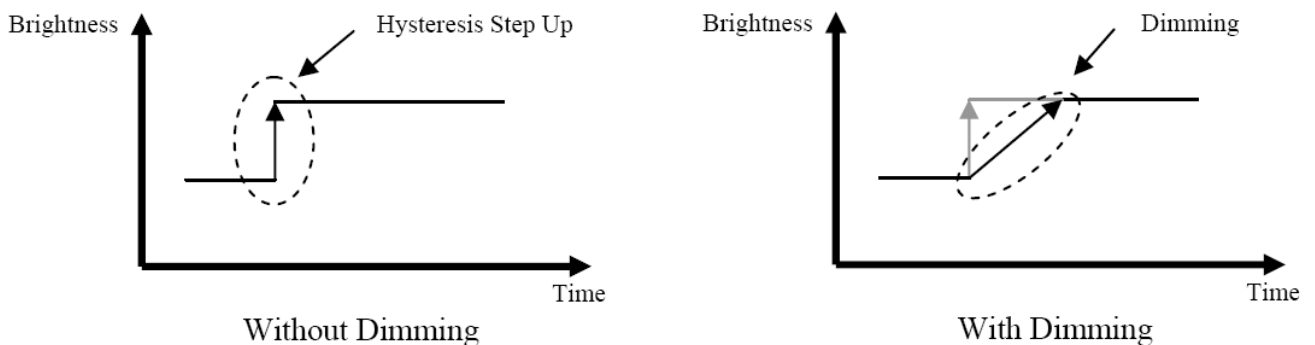 Brightness
Hysteresis Step Up
Time
Without Dimming
Brightness
Dimming
Time
With Dimming